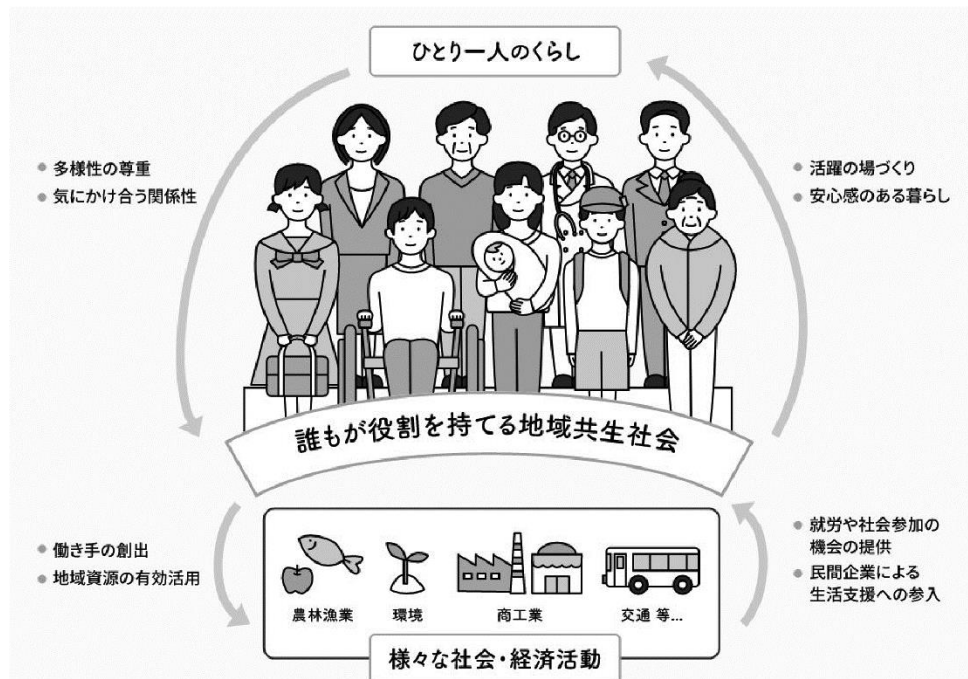 ひとり一人のくらし
● 多様性の尊重
● 気にかけ合う関係性
● 活躍の場づくり
● 安心感のある暮らし
誰もが役割を持てる地域共生社会
● 働き手の創出
● 地域資源の有効活用
● 就労や社会参加の
機会の提供
● 民間企業による
生活支援への参入
農林漁業
環境
商工業
交通 等...
様々な社会・経済活動